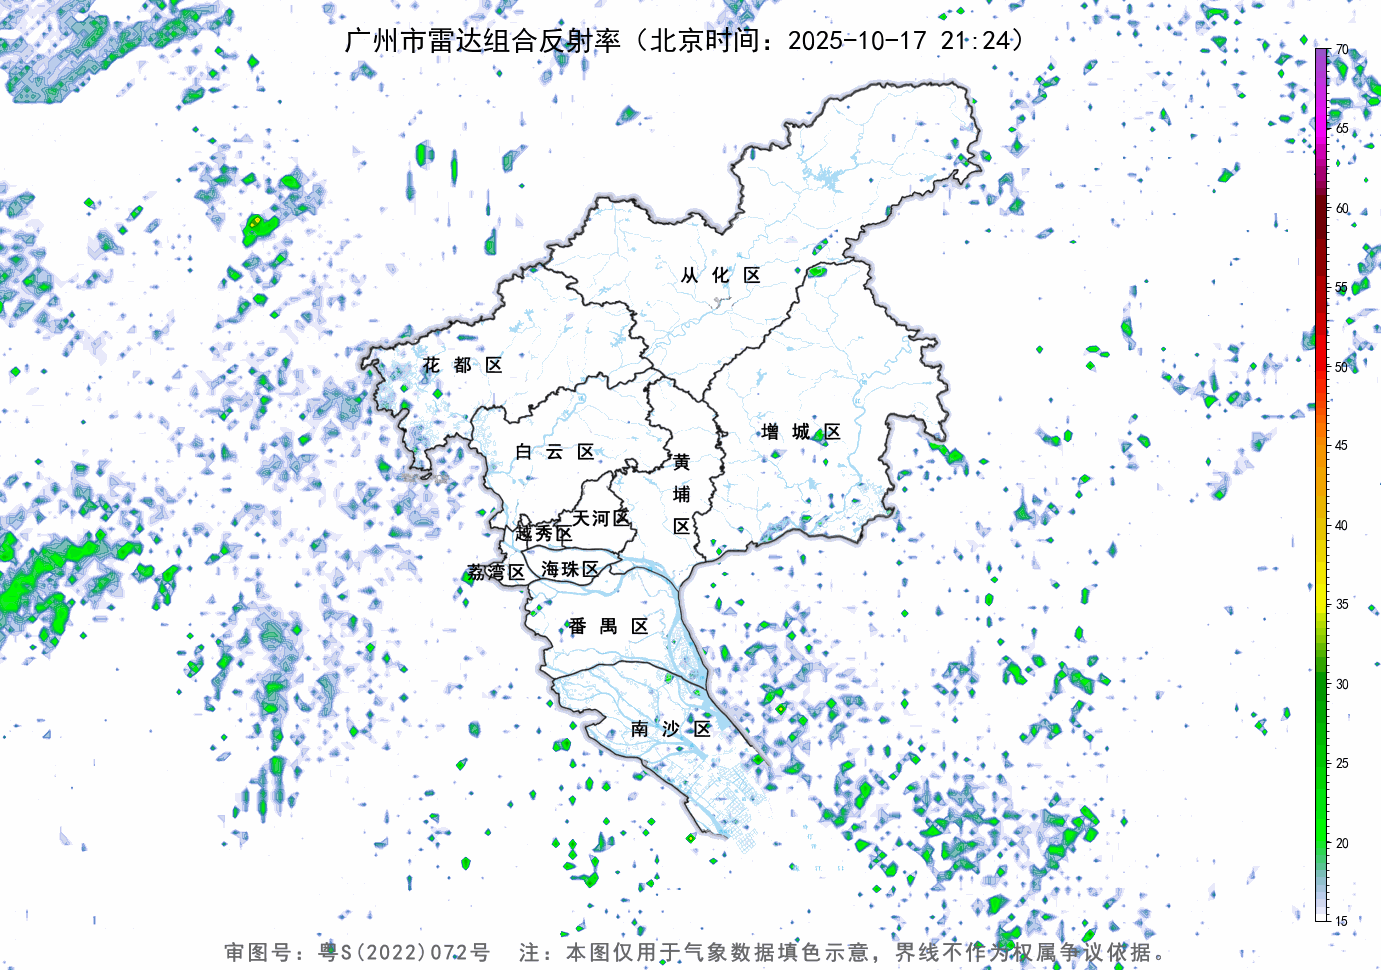 广州市雷达组合反射率（北京时间：2025-10-17 21:24）
70
65
60
55
50
45
40
35
30
25
20
15
从化区
花都区
增城区
白云区
黄埔区
天河区
越秀区
荔湾区
海珠区
番禺区
南沙区
审图号：粤S(2022)072号 注：本图仅用于气象数据填色示意，界线不作为权属争议依据。